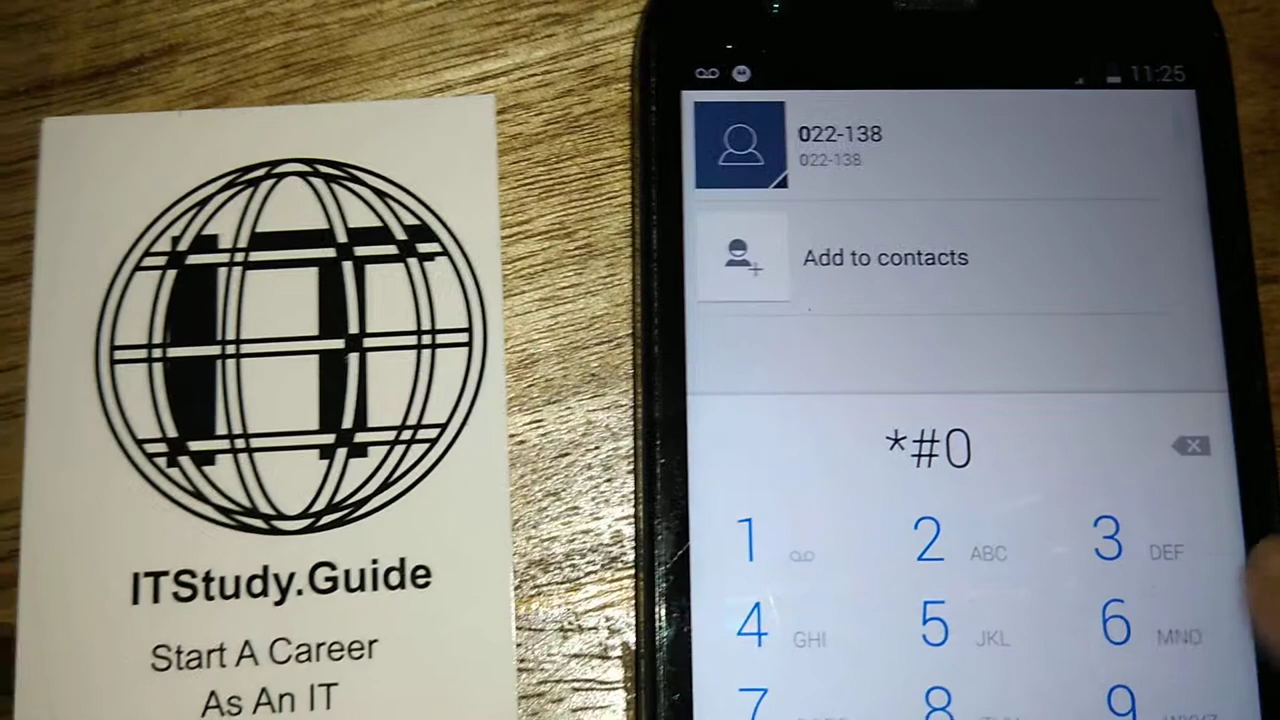 IT
ITStudy.Guide
Start A Career
As An IT
11:25
022-138
022-138
Add to contacts
*#0
1 2 ABC 3 DEF
4 GHI 5 JKL 6 MNO
7 8 9